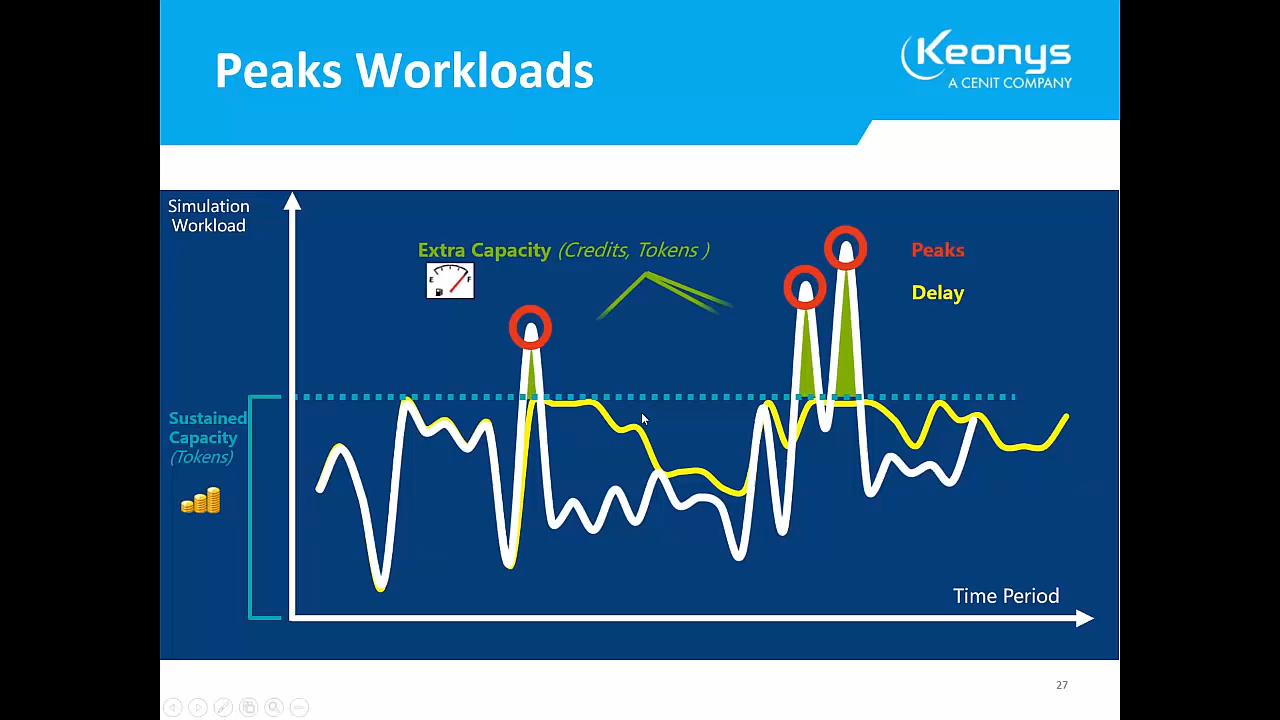 Peaks Workloads
Keonys
A CENIT COMPANY
Simulation
Workload
Extra Capacity (Credits, Tokens )
E F
Peaks
Delay
Sustained
Capacity
(Tokens)
Time Period
27